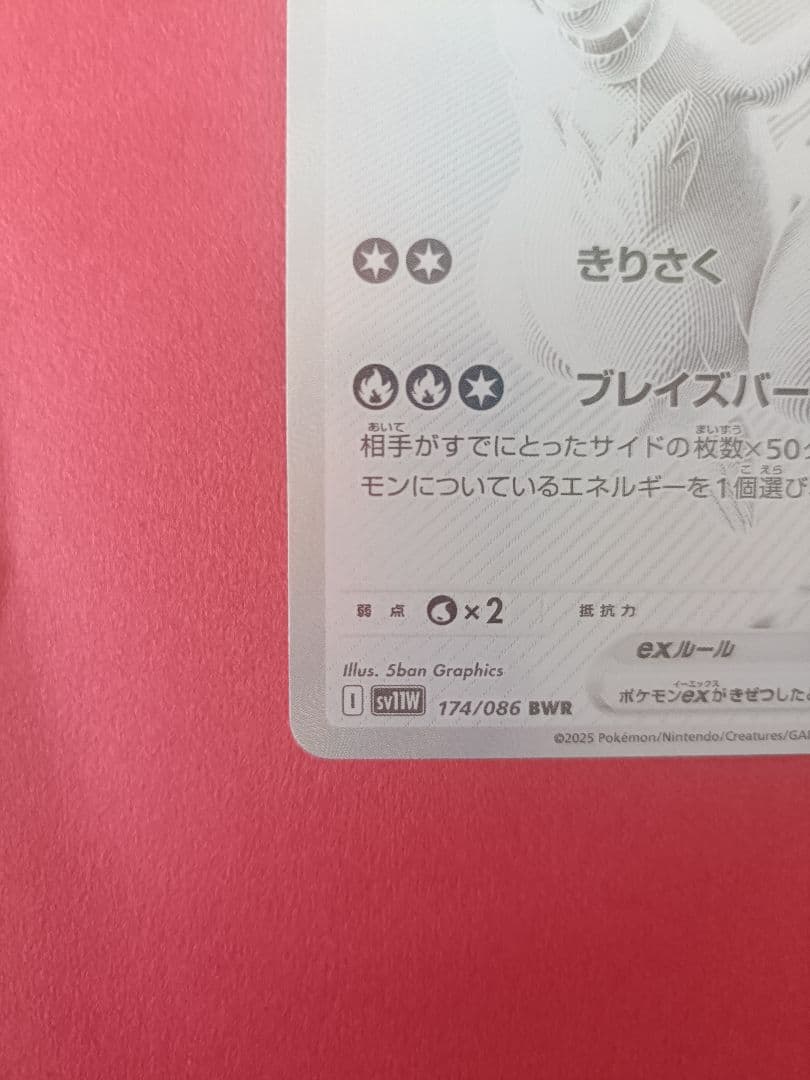 きりさく
ブレイズバー
相手がすでにとったサイドの枚数×50
あいて まいすう
モンについているエネルギーを1個選び
こ えら
弱点 ×2 抵抗力
exルール
Illus. 5ban Graphics
ポケモンexがきぜつした
イーエックス
I sv11W 174/086 BWR
©2025 Pokémon/Nintendo/Creatures/GA